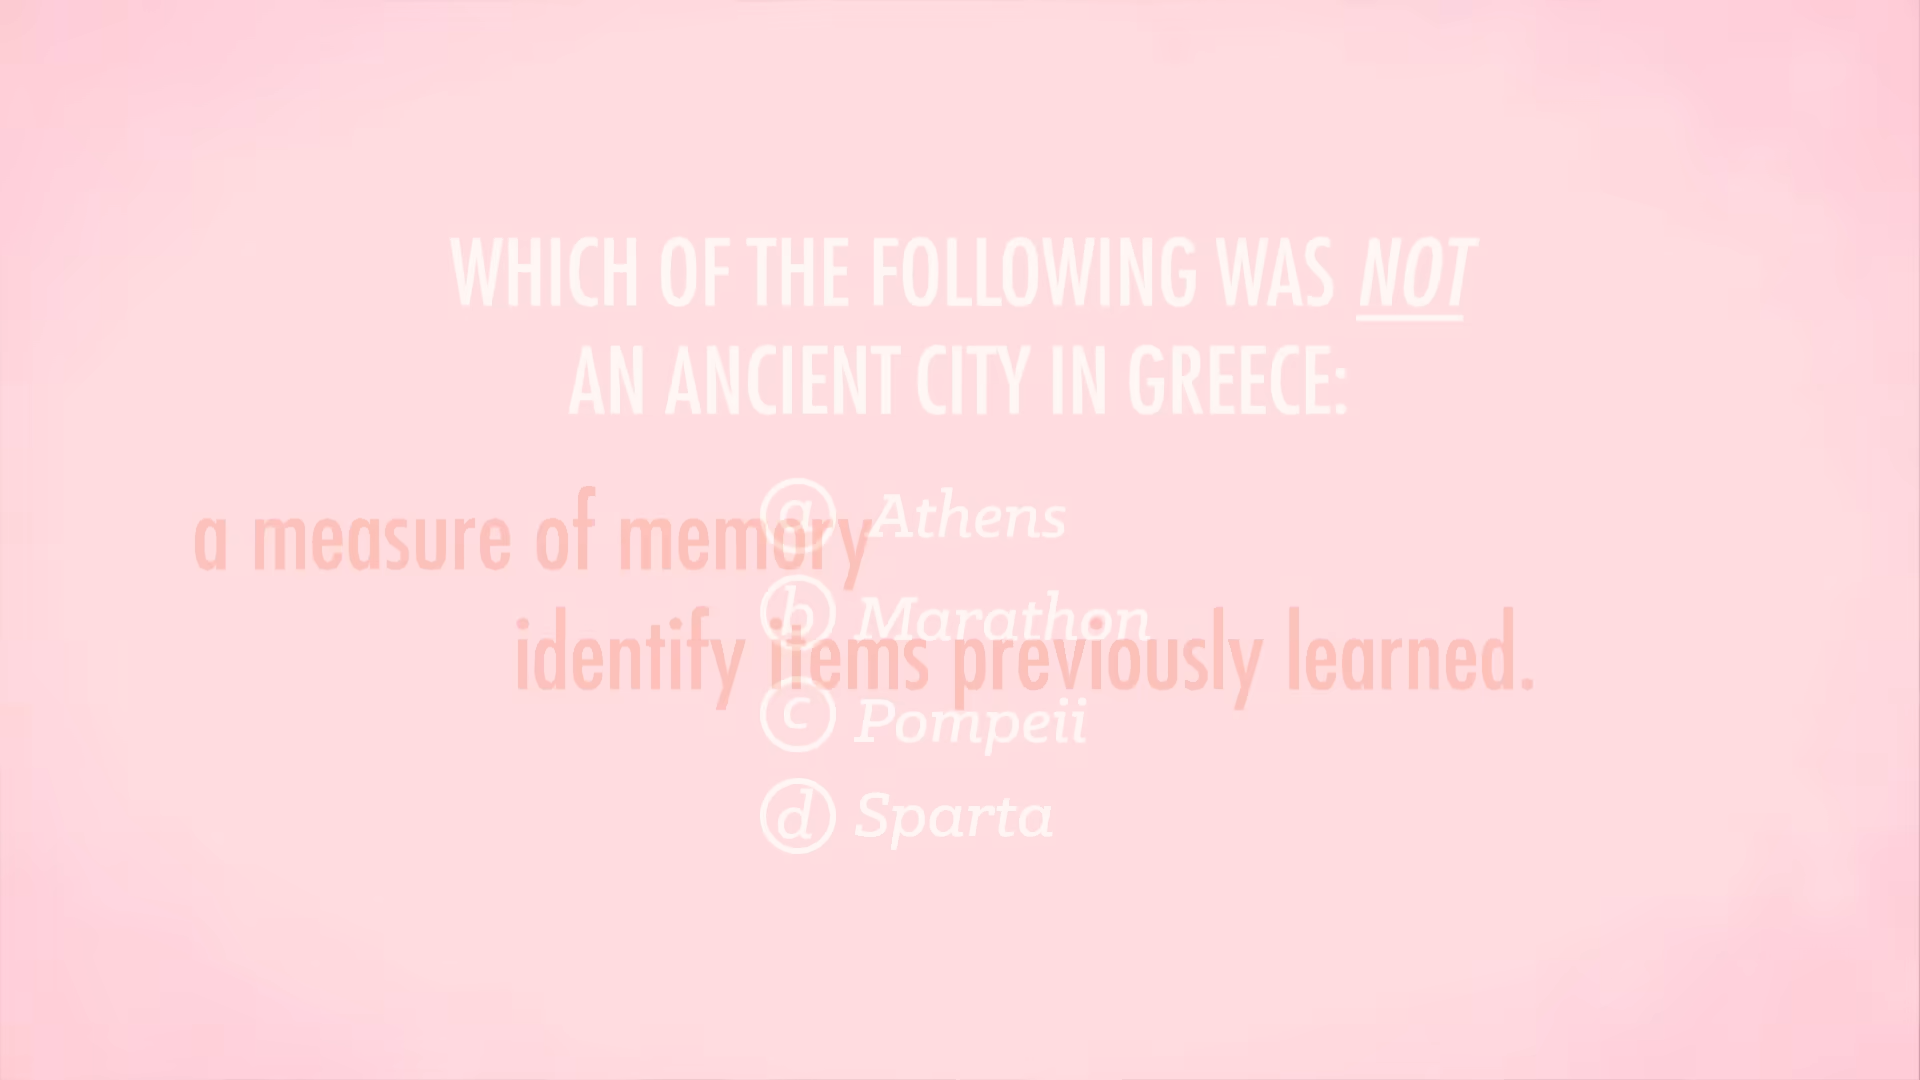 WHICH OF THE FOLLOWING WAS NOT
AN ANCIENT CITY IN GREECE:
a Athens
b Marathon
c Pompeii
d Sparta
a measure of memory
identify items previously learned.